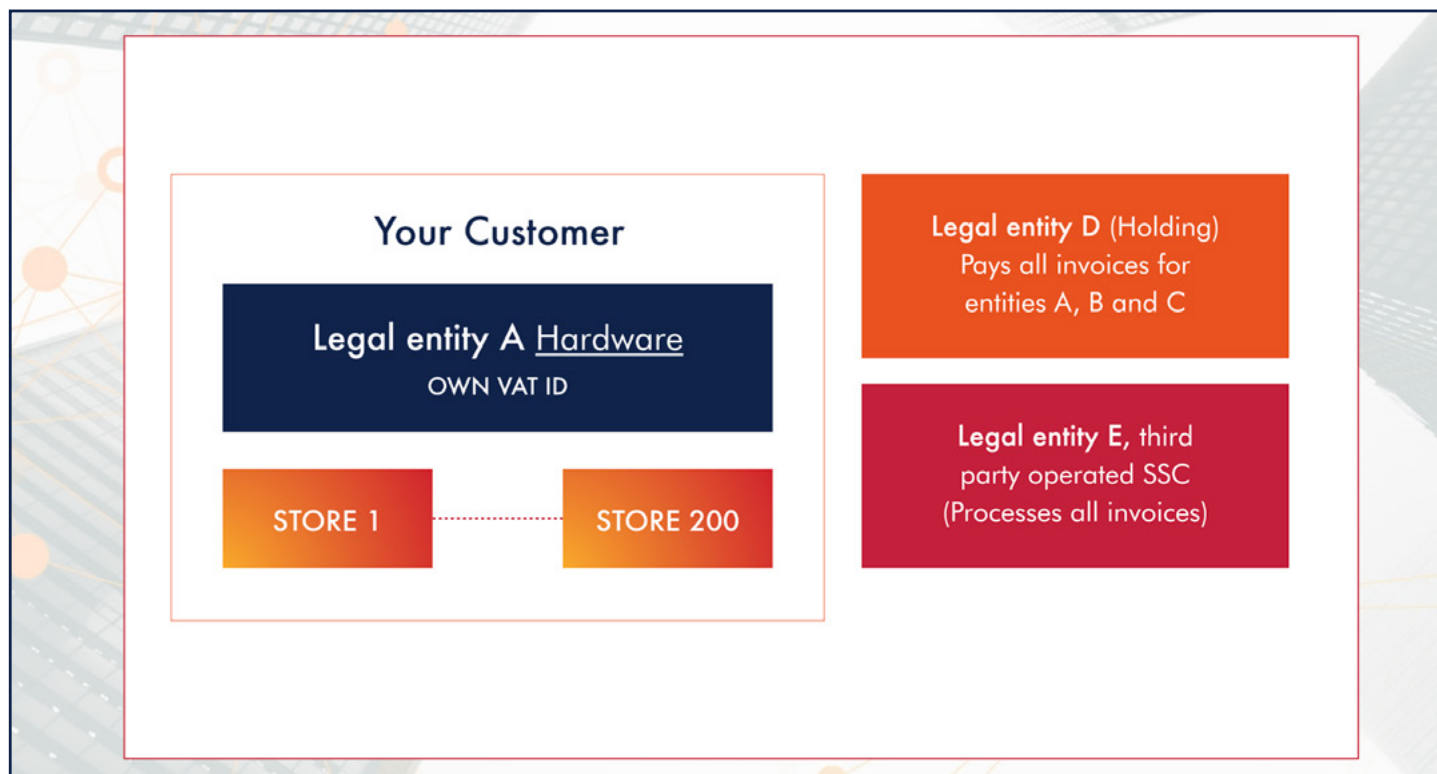 Your Customer
Legal entity A Hardware
OWN VAT ID
STORE 1
STORE 200
Legal entity D (Holding)
Pays all invoices for
entities A, B and C
Legal entity E, third
party operated SSC
(Processes all invoices)